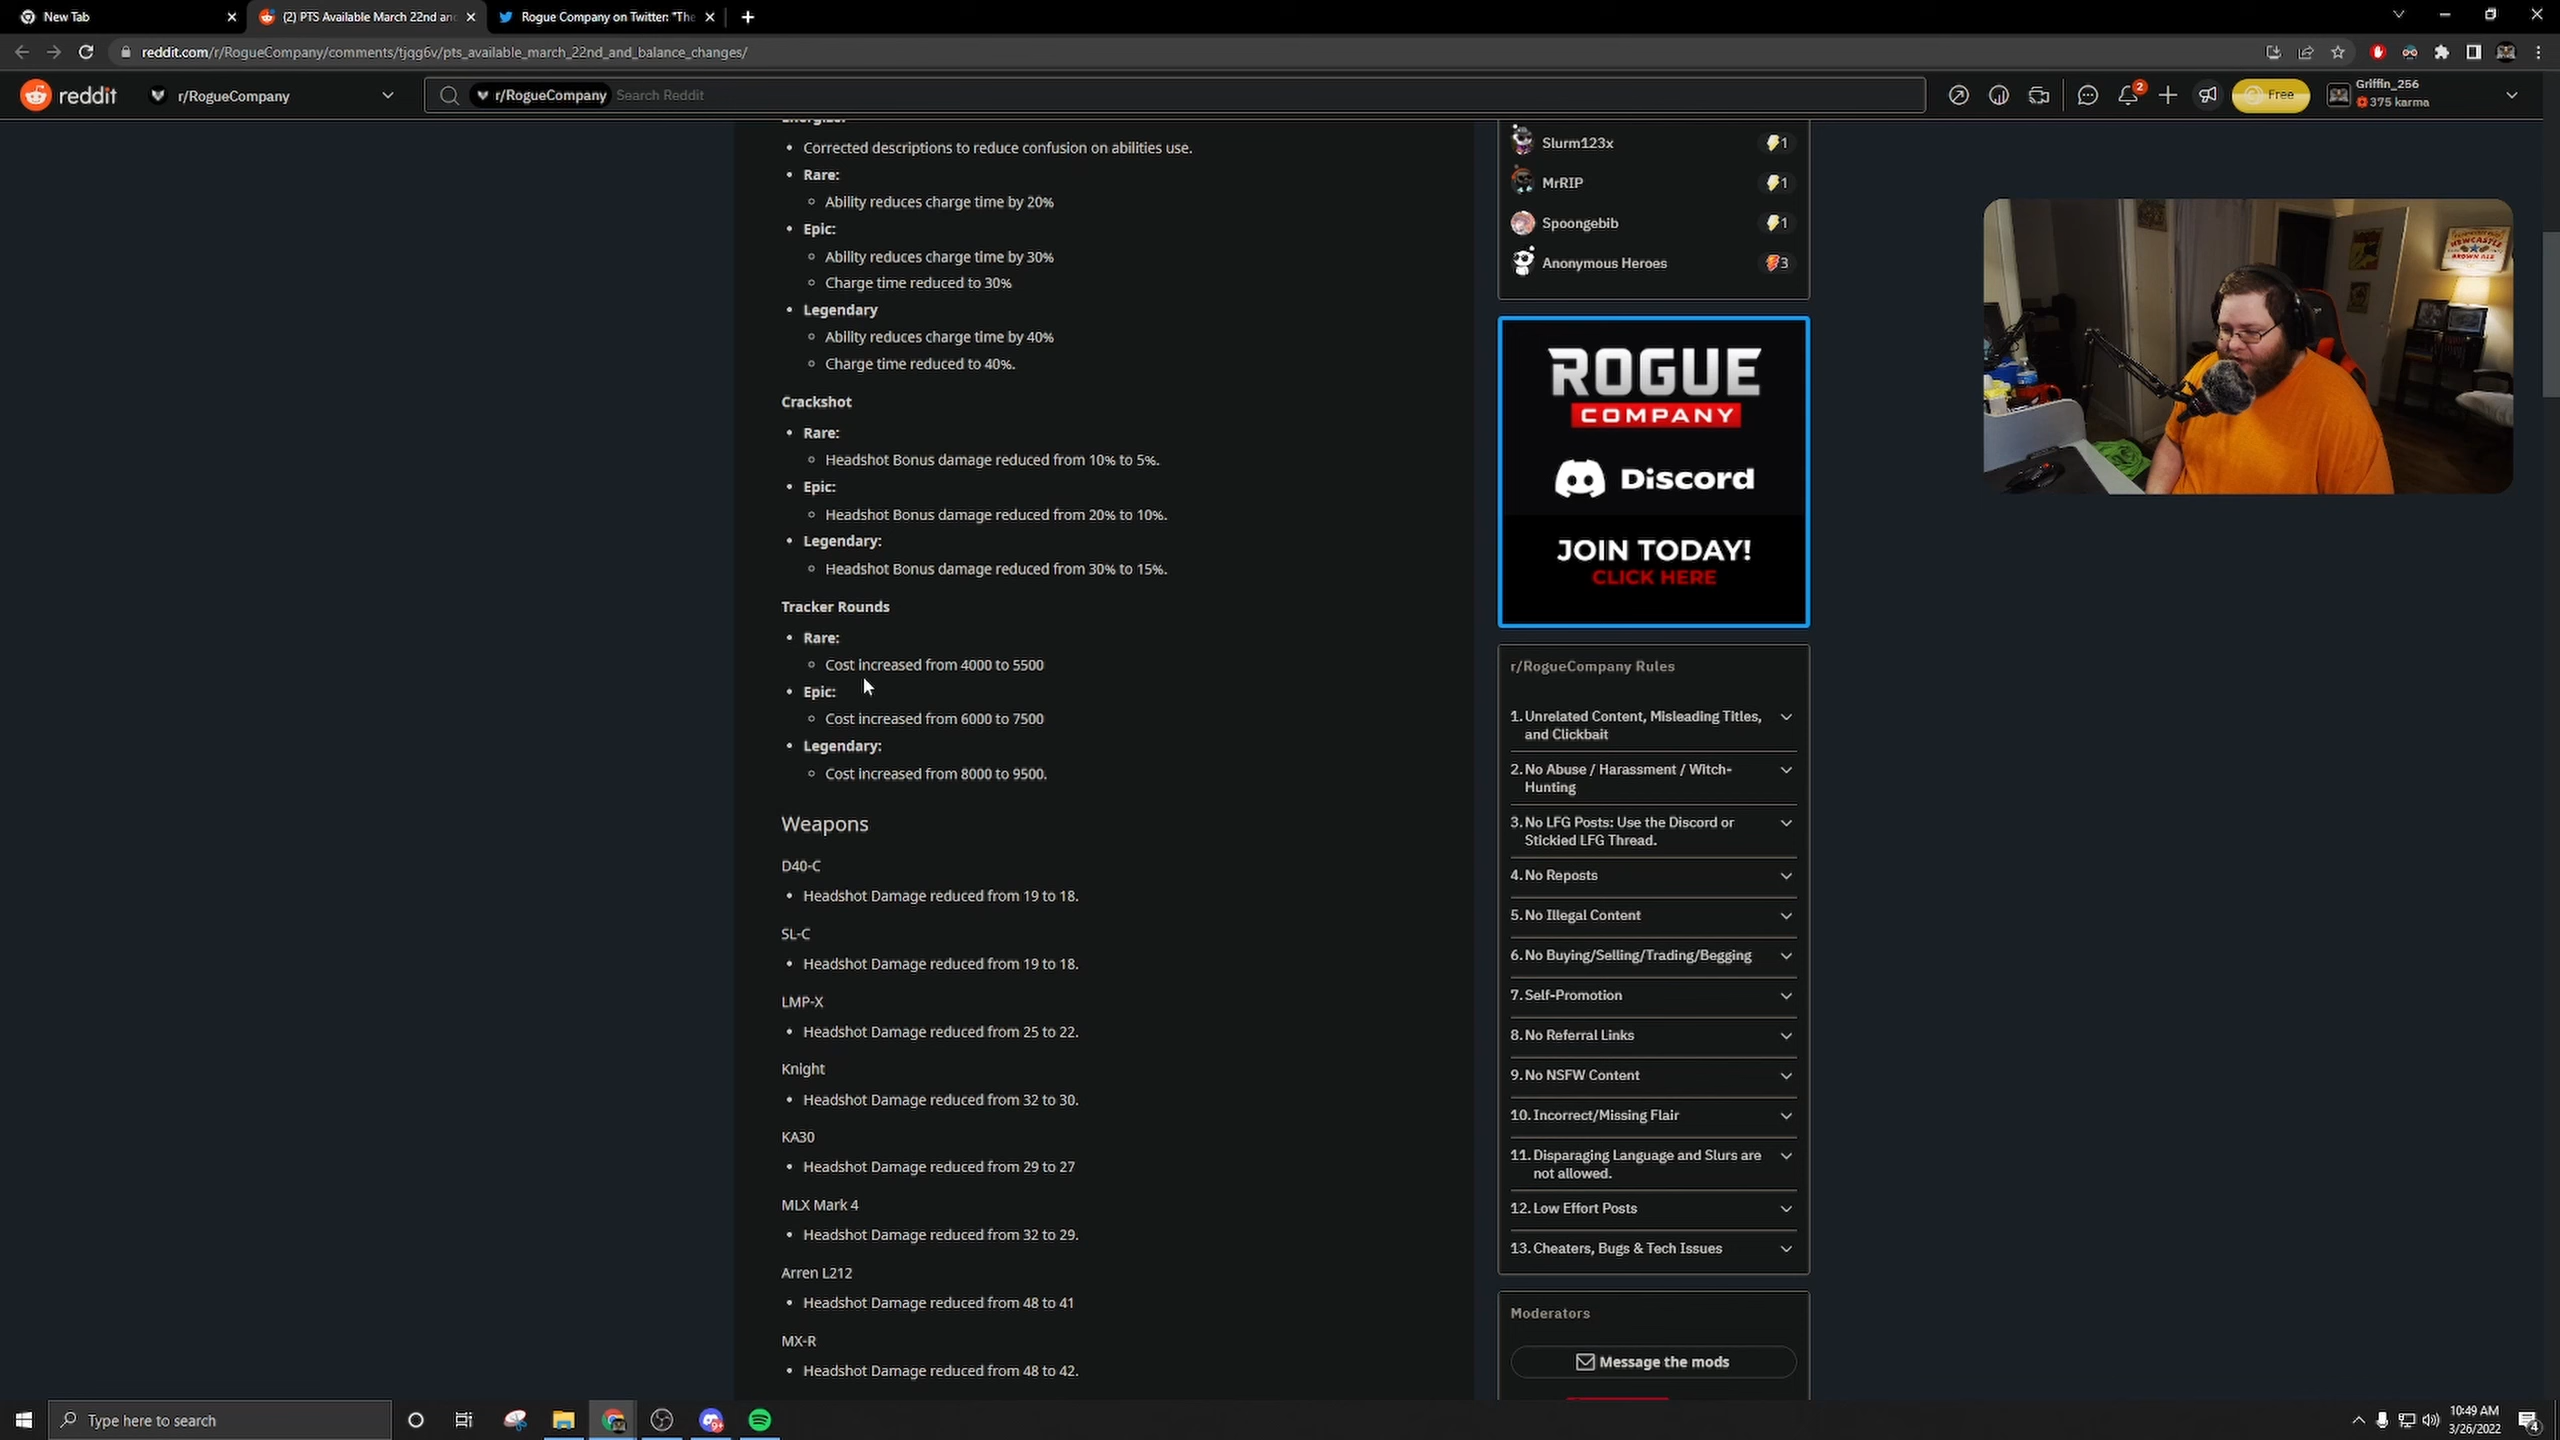 New Tab
(2) PTS Available March 22nd an
Rogue Company on Twitter: "The
reddit.com/r/RogueCompany/comments/tjqg6v/pts_available_march_22nd_and_balance_changes/
reddit
r/RogueCompany
r/RogueCompany
Search Reddit
2
Free
Griffin_256
375 karma
Energize:
Corrected descriptions to reduce confusion on abilities use.
Rare:
Ability reduces charge time by 20%
Epic:
Ability reduces charge time by 30%
Charge time reduced to 30%
Legendary
Ability reduces charge time by 40%
Charge time reduced to 40%.
Crackshot
Rare:
Headshot Bonus damage reduced from 10% to 5%.
Epic:
Headshot Bonus damage reduced from 20% to 10%.
Legendary:
Headshot Bonus damage reduced from 30% to 15%.
Tracker Rounds
Rare:
Cost increased from 4000 to 5500
Epic:
Cost increased from 6000 to 7500
Legendary:
Cost increased from 8000 to 9500.
Weapons
D40-C
Headshot Damage reduced from 19 to 18.
SL-C
Headshot Damage reduced from 19 to 18.
LMP-X
Headshot Damage reduced from 25 to 22.
Knight
Headshot Damage reduced from 32 to 30.
KA30
Headshot Damage reduced from 29 to 27
MLX Mark 4
Headshot Damage reduced from 32 to 29.
Arren L212
Headshot Damage reduced from 48 to 41
MX-R
Headshot Damage reduced from 48 to 42.
Slurm123x
1
MrRIP
1
Spoongebib
1
Anonymous Heroes
3
ROGUE
COMPANY
Discord
JOIN TODAY!
CLICK HERE
r/RogueCompany Rules
1. Unrelated Content, Misleading Titles,
and Clickbait
2. No Abuse / Harassment / Witch-
Hunting
3. No LFG Posts: Use the Discord or
Stickled LFG Thread.
4. No Reposts
5. No Illegal Content
6. No Buying/Selling/Trading/Begging
7. Self-Promotion
8. No Referral Links
9. No NSFW Content
10. Incorrect/Missing Flair
11. Disparaging Language and Slurs are
not allowed.
12. Low Effort Posts
13. Cheaters, Bugs & Tech Issues
Moderators
Message the mods
NEWCASTLE
BROWN ALE
Type here to search
10:49 AM
3/26/2022
4